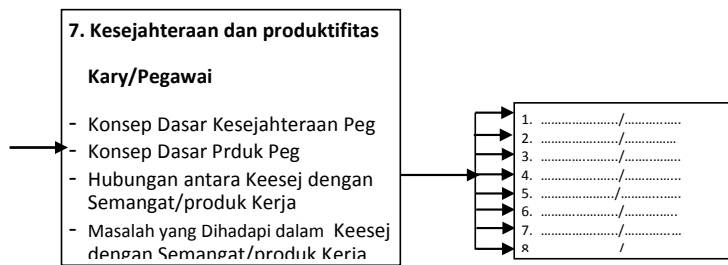 7. Kesejahteraan dan produktifitas
Kary/Pegawai
- Konsep Dasar Kesejahteraan Peg
- Konsep Dasar Prduk Peg
- Hubungan antara Keesej dengan
Semangat/produk Kerja
- Masalah yang Dihadapi dalam Keesej
dengan Semangat/produk Kerja
1. ...................../...............
2. ...................../.............
3. ...................../..............
4. ...................../..............
5. ..................../...............
6. ...................../.............
7. ...................../..............
8. ...................../..............